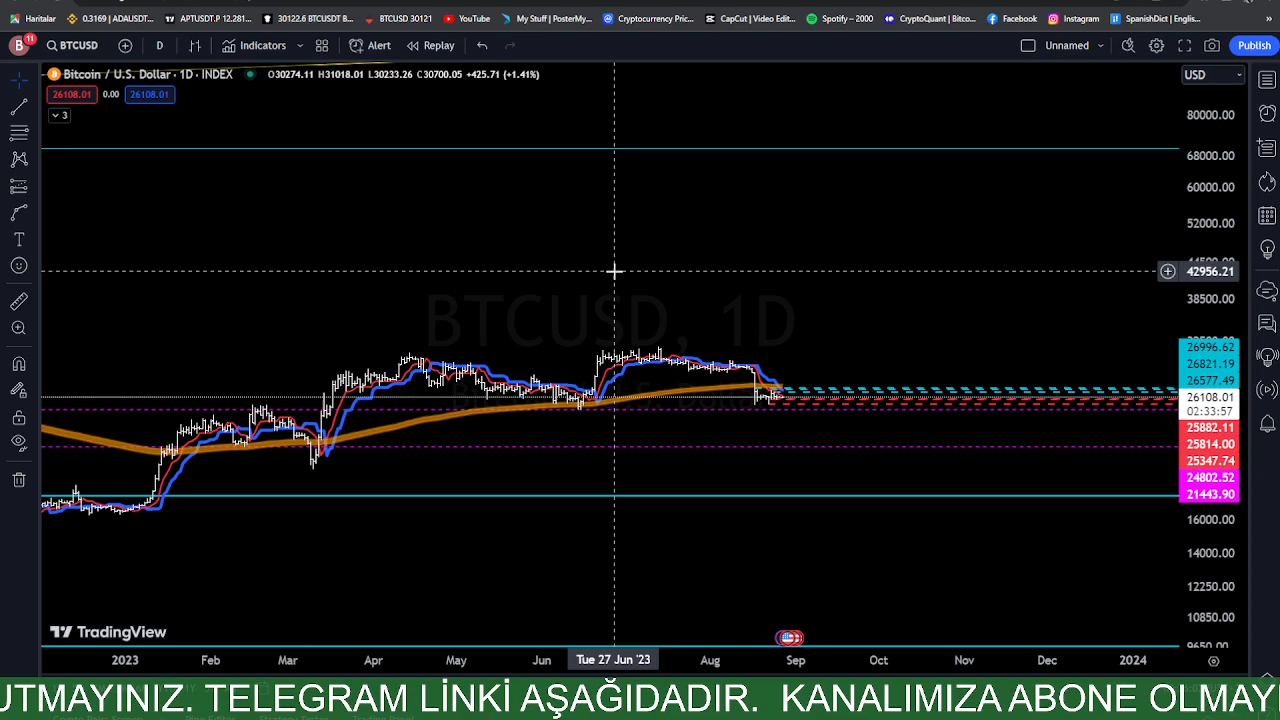 Haritalar 0.3169 | ADAUSDT... APTUSDT.P 12.281... 30122.6 BTCUSDT B... BTCUSD 30121 YouTube My Stuff | PosterMy... Cryptocurrency Pric... CapCut | Video Edit... Spotify – 2000 CryptoQuant | Bitco... Facebook Instagram SpanishDict | Englis... »
B 11 BTCUSD D Indicators Alert Replay Unnamed Publish
Bitcoin / U.S. Dollar · 1D · INDEX O30274.11 H31018.01 L30233.26 C30700.05 +425.71 (+1.41%) USD
26108.01 0.00 26108.01
3
80000.00
68000.00
60000.00
52000.00
42956.21
38500.00
BTCUSD, 1D
26996.62
26821.19
26577.49
26108.01
02:33:57
25882.11
25814.00
25347.74
24802.52
21443.90
16000.00
14000.00
12250.00
10850.00
9650.00
TradingView
2023 Feb Mar Apr May Jun Tue 27 Jun '23 Aug Sep Oct Nov Dec 2024
UTMAYINIZ. TELEGRAM LİNKİ AŞAĞIDADIR. KANALIMIZA ABONE OLMAY